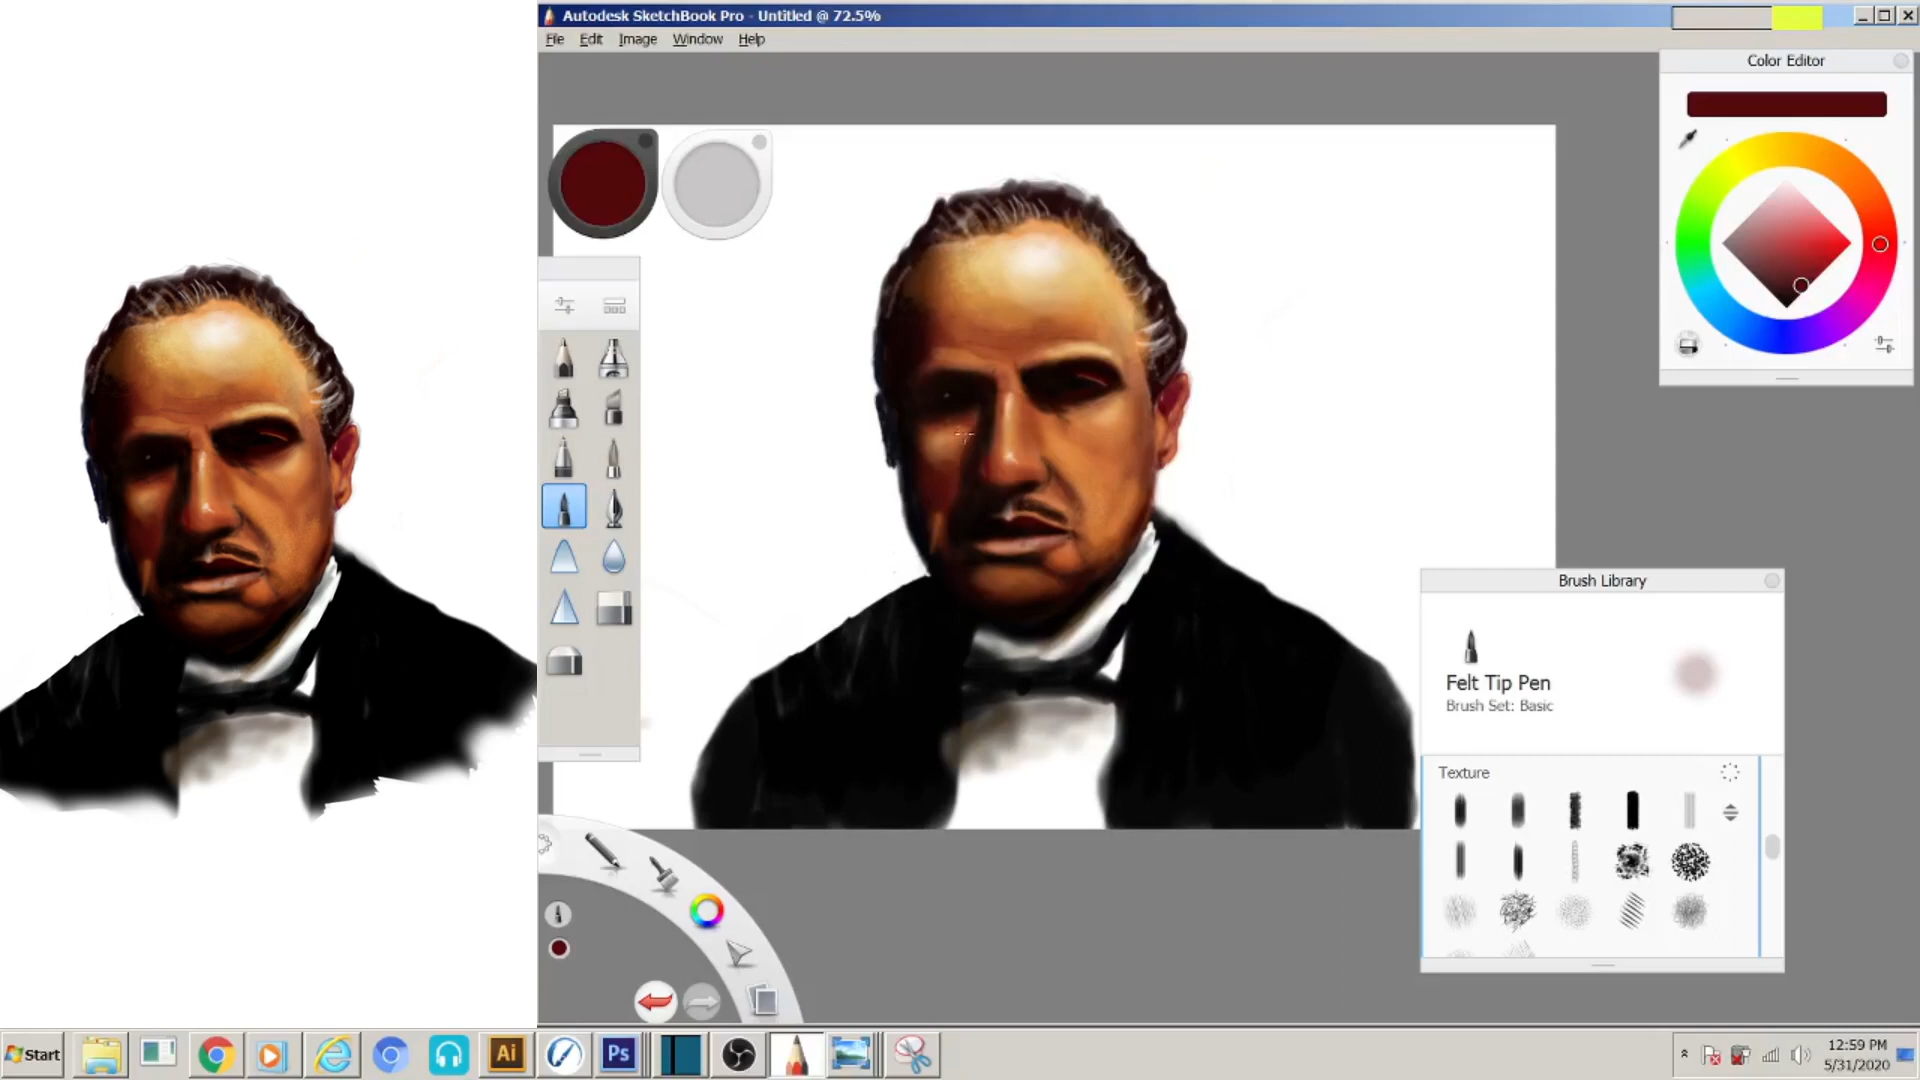 Autodesk SketchBook Pro - Untitled @ 72.5%
File Edit Image Window Help
Color Editor
Brush Library
Felt Tip Pen
Brush Set: Basic
Texture
Start
Ai
Ps
12:59 PM
5/31/2020